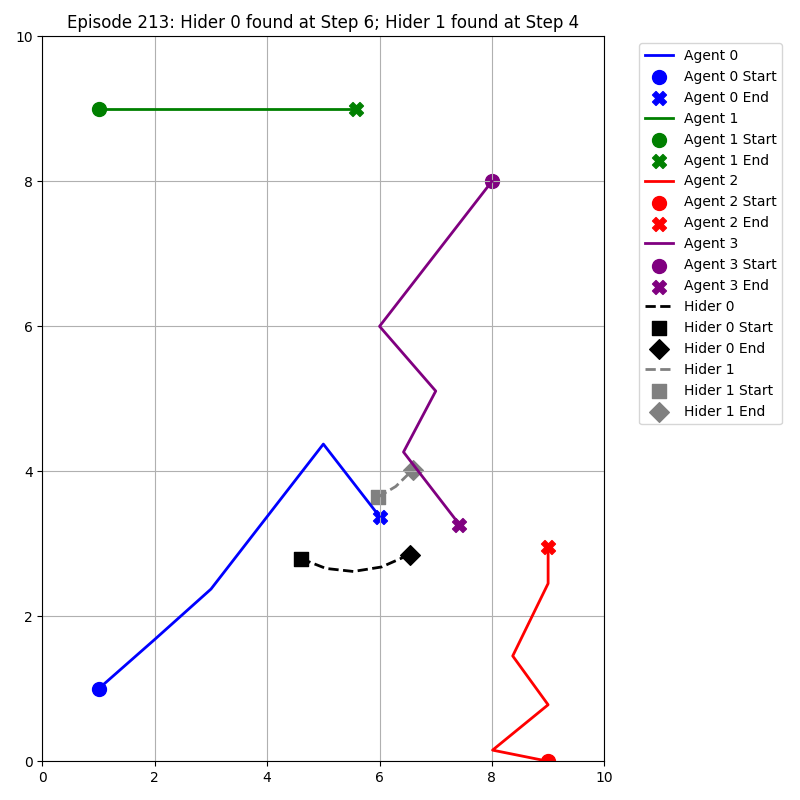 Episode 213: Hider 0 found at Step 6; Hider 1 found at Step 4
10
8
6
4
2
0
0 2 4 6 8 10
Agent 0
Agent 0 Start
Agent 0 End
Agent 1
Agent 1 Start
Agent 1 End
Agent 2
Agent 2 Start
Agent 2 End
Agent 3
Agent 3 Start
Agent 3 End
Hider 0
Hider 0 Start
Hider 0 End
Hider 1
Hider 1 Start
Hider 1 End